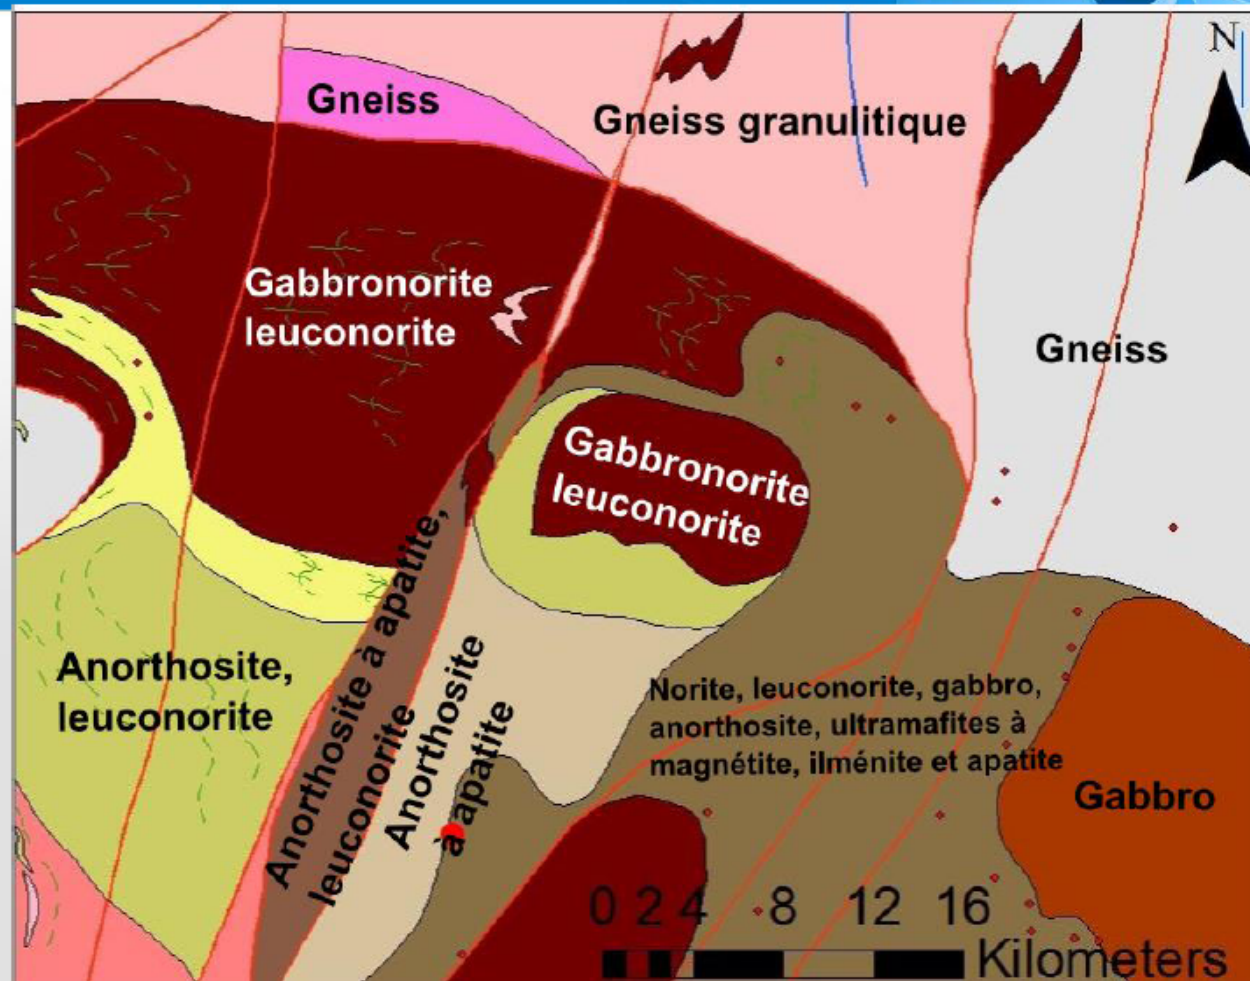 N
Gneiss
Gneiss granulitique
Gabbronorite
leuconorite
Gneiss
Gabbronorite
leuconorite
Anorthosite à apatite,
leuconorite
Anorthosite
à apatite
Anorthosite,
leuconorite
Norite, leuconorite, gabbro,
anorthosite, ultramafites à
magnétite, ilménite et apatite
Gabbro
0 2 4 8 12 16
Kilometers